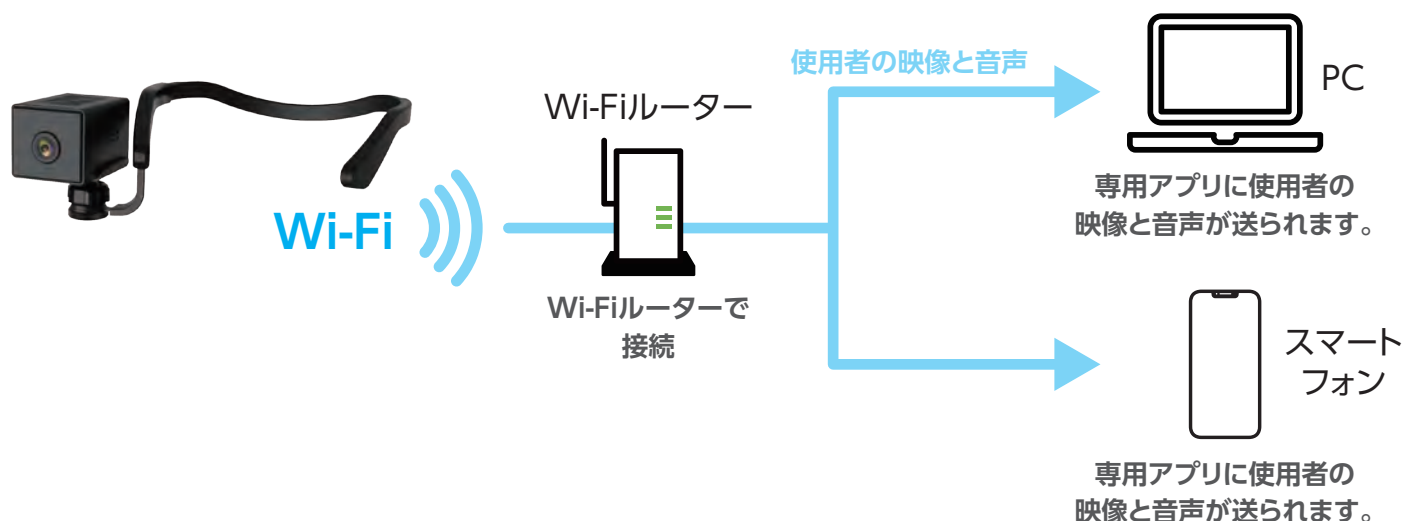 使用者の映像と音声
PC
Wi-Fiルーター
専用アプリに使用者の
映像と音声が送られます。
Wi-Fi
Wi-Fiルーターで
接続
スマート
フォン
専用アプリに使用者の
映像と音声が送られます。